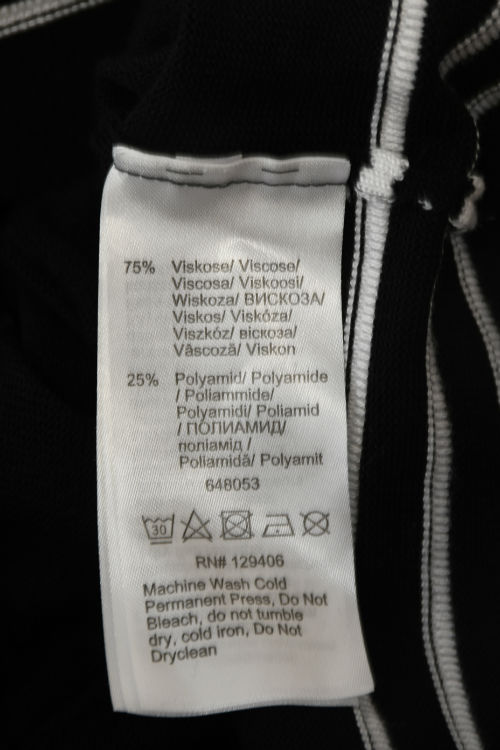 75% Viskose/ Viscose/
Viscosa/ Viskoosi/
Wiskoza/ ВИСКОЗА/
Viskos/ Viskóza/
Viszkóz/ віскоза/
Vâscoză/ Viskon
25% Polyamid/ Polyamide
/ Poliammide/
Polyamidi/ Poliamid
/ ПОЛИАМИД/
поліамід /
Poliamidă/ Polyamit
648053
30
RN# 129406
Machine Wash Cold
Permanent Press, Do Not
Bleach, do not tumble
dry, cold iron, Do Not
Dryclean